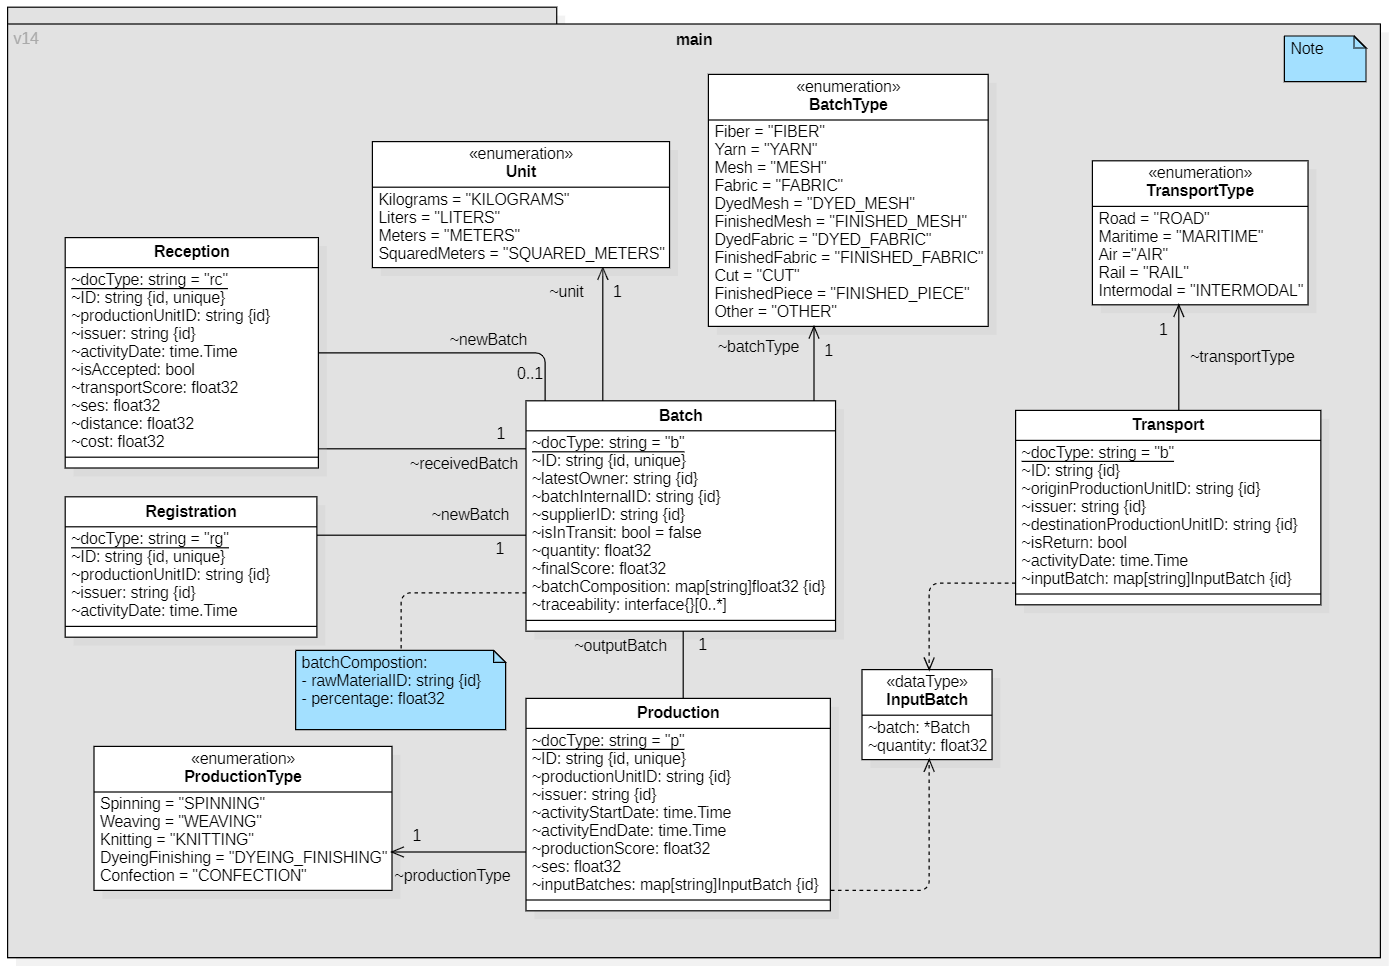 v14
main
Note
«enumeration»
BatchType
Fiber = "FIBER"
Yarn = "YARN"
Mesh = "MESH"
Fabric = "FABRIC"
DyedMesh = "DYED_MESH"
FinishedMesh = "FINISHED_MESH"
DyedFabric = "DYED_FABRIC"
FinishedFabric = "FINISHED_FABRIC"
Cut = "CUT"
FinishedPiece = "FINISHED_PIECE"
Other = "OTHER"
«enumeration»
Unit
Kilograms = "KILOGRAMS"
Liters = "LITERS"
Meters = "METERS"
SquaredMeters = "SQUARED_METERS"
«enumeration»
TransportType
Road = "ROAD"
Maritime = "MARITIME"
Air ="AIR"
Rail = "RAIL"
Intermodal = "INTERMODAL"
Reception
~docType: string = "rc"
~ID: string {id, unique}
~productionUnitID: string {id}
~issuer: string {id}
~activityDate: time.Time
~isAccepted: bool
~transportScore: float32
~ses: float32
~distance: float32
~cost: float32
~unit
1
~newBatch
0..1
~batchType
1
1
~transportType
1
~receivedBatch
Batch
~docType: string = "b"
~ID: string {id, unique}
~latestOwner: string {id}
~batchInternalID: string {id}
~supplierID: string {id}
~isInTransit: bool = false
~quantity: float32
~finalScore: float32
~batchComposition: map[string]float32 {id}
~traceability: interface{}[0..*]
Transport
~docType: string = "b"
~ID: string {id}
~originProductionUnitID: string {id}
~issuer: string {id}
~destinationProductionUnitID: string {id}
~isReturn: bool
~activityDate: time.Time
~inputBatch: map[string]InputBatch {id}
Registration
~docType: string = "rg"
~ID: string {id, unique}
~productionUnitID: string {id}
~issuer: string {id}
~activityDate: time.Time
~newBatch
1
~outputBatch
1
batchCompostion:
- rawMaterialID: string {id}
- percentage: float32
«dataType»
InputBatch
~batch: *Batch
~quantity: float32
Production
~docType: string = "p"
~ID: string {id, unique}
~productionUnitID: string {id}
~issuer: string {id}
~activityStartDate: time.Time
~activityEndDate: time.Time
~productionScore: float32
~ses: float32
~inputBatches: map[string]InputBatch {id}
«enumeration»
ProductionType
Spinning = "SPINNING"
Weaving = "WEAVING"
Knitting = "KNITTING"
DyeingFinishing = "DYEING_FINISHING"
Confection = "CONFECTION"
1
~productionType